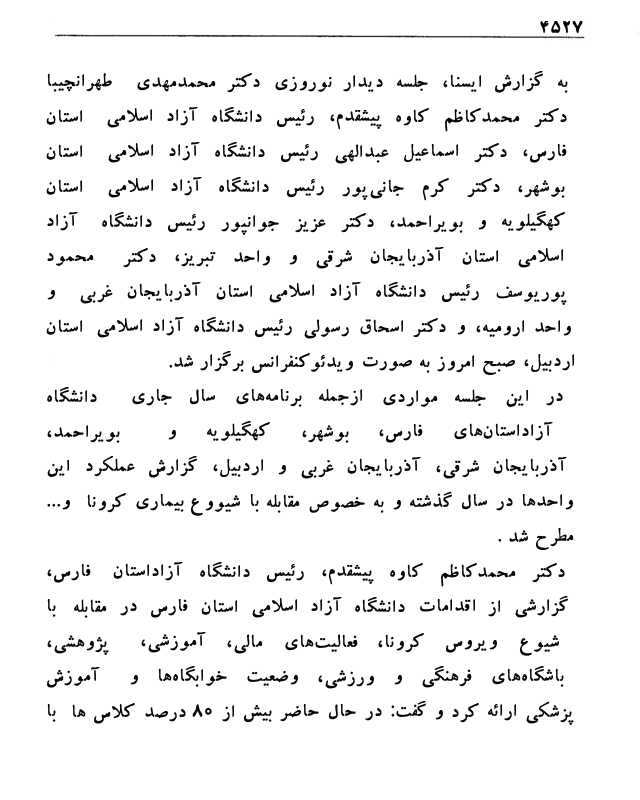 ۴۵۲۷
به گزارش ایسنا، جلسه دیدار نوروزی دکتر محمدمهدی طهرانچیبا
دکتر محمدکاظم کاوه پیشقدم، رئیس دانشگاه آزاد اسلامی استان
فارس، دکتر اسماعیل عبدالهی رئیس دانشگاه آزاد اسلامی استان
بوشهر، دکتر کرم جانی‌پور رئیس دانشگاه آزاد اسلامی استان
کهگیلویه و بویراحمد، دکتر عزیز جوانپور رئیس دانشگاه آزاد
اسلامی استان آذربایجان شرقی و واحد تبریز، دکتر محمود
پوریوسف رئیس دانشگاه آزاد اسلامی استان آذربایجان غربی و
واحد ارومیه، و دکتر اسحاق رسولی رئیس دانشگاه آزاد اسلامی استان
اردبیل، صبح امروز به صورت ویدئوکنفرانس برگزار شد.
در این جلسه مواردی ازجمله برنامه‌های سال جاری دانشگاه
آزاداستان‌های فارس، بوشهر، کهگیلویه و بویراحمد،
آذربایجان شرقی، آذربایجان غربی و اردبیل، گزارش عملکرد این
واحدها در سال گذشته و به خصوص مقابله با شیووع بیماری کرونا و...
مطرح شد .
دکتر محمدکاظم کاوه پیشقدم، رئیس دانشگاه آزاداستان فارس،
گزارشی از اقدامات دانشگاه آزاد اسلامی استان فارس در مقابله با
شیوع ویروس کرونا، فعالیت‌های مالی، آموزشی، پژوهشی،
باشگاه‌های فرهنگی و ورزشی، وضعیت خوابگاه‌ها و آموزش
پزشکی ارائه کرد و گفت: در حال حاضر بیش از ۸۰ درصد کلاس ها با